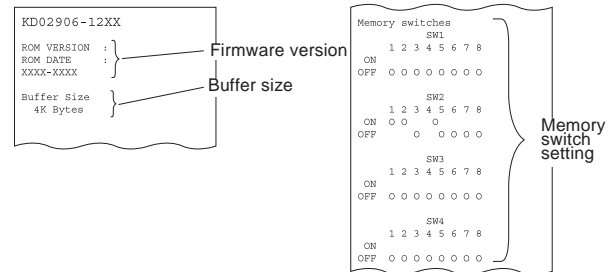 KD02906-12XX
ROM VERSION :
ROM DATE :
XXXX-XXXX
Firmware version
Buffer Size
4K Bytes
Buffer size
Memory switches
SW1
1 2 3 4 5 6 7 8
ON
OFF O O O O O O O O
SW2
1 2 3 4 5 6 7 8
ON O O O
OFF O O O O O
SW3
1 2 3 4 5 6 7 8
ON
OFF O O O O O O O O
SW4
1 2 3 4 5 6 7 8
ON
OFF O O O O O O O O
Memory
switch
setting